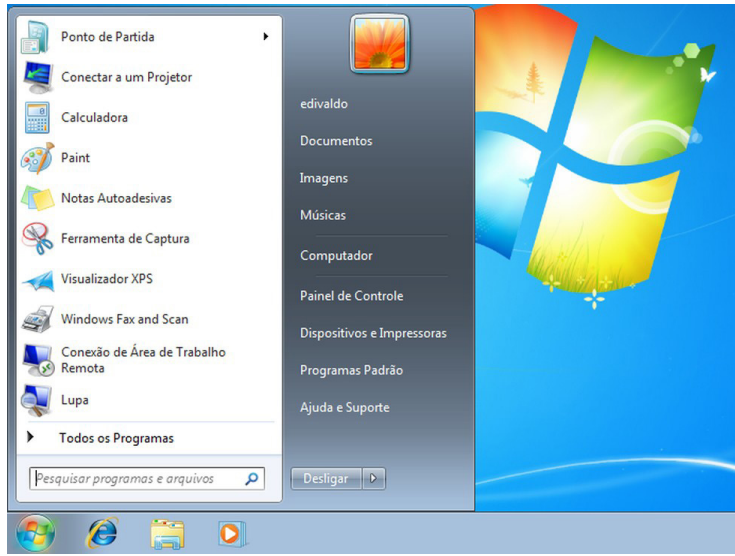 Ponto de Partida
Conectar a um Projetor
Calculadora
Paint
Notas Autoadesivas
Ferramenta de Captura
Visualizador XPS
Windows Fax and Scan
Conexão de Área de Trabalho
Remota
Lupa
Todos os Programas
Pesquisar programas e arquivos
edivaldo
Documentos
Imagens
Músicas
Computador
Painel de Controle
Dispositivos e Impressoras
Programas Padrão
Ajuda e Suporte
Desligar